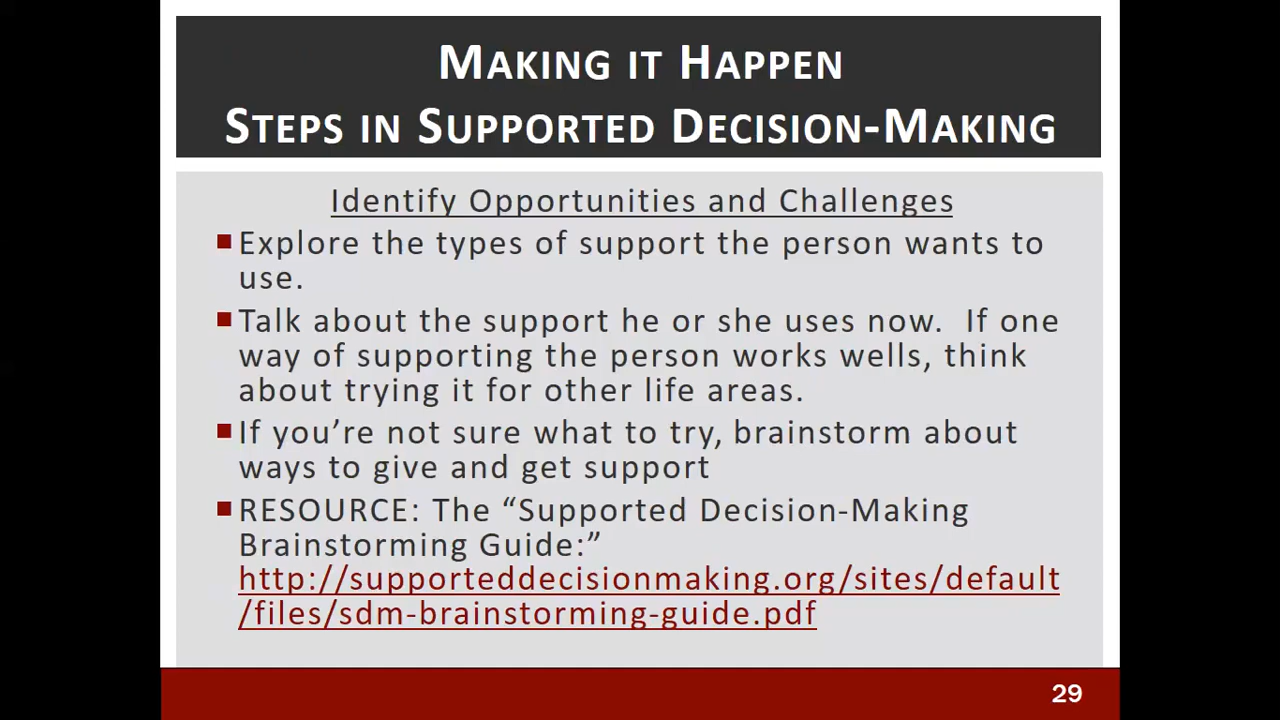 MAKING IT HAPPEN
STEPS IN SUPPORTED DECISION-MAKING
Identify Opportunities and Challenges
Explore the types of support the person wants to
use.
Talk about the support he or she uses now.  If one
way of supporting the person works wells, think
about trying it for other life areas.
If you’re not sure what to try, brainstorm about
ways to give and get support
RESOURCE: The “Supported Decision-Making
Brainstorming Guide:”
http://supporteddecisionmaking.org/sites/default
/files/sdm-brainstorming-guide.pdf
29